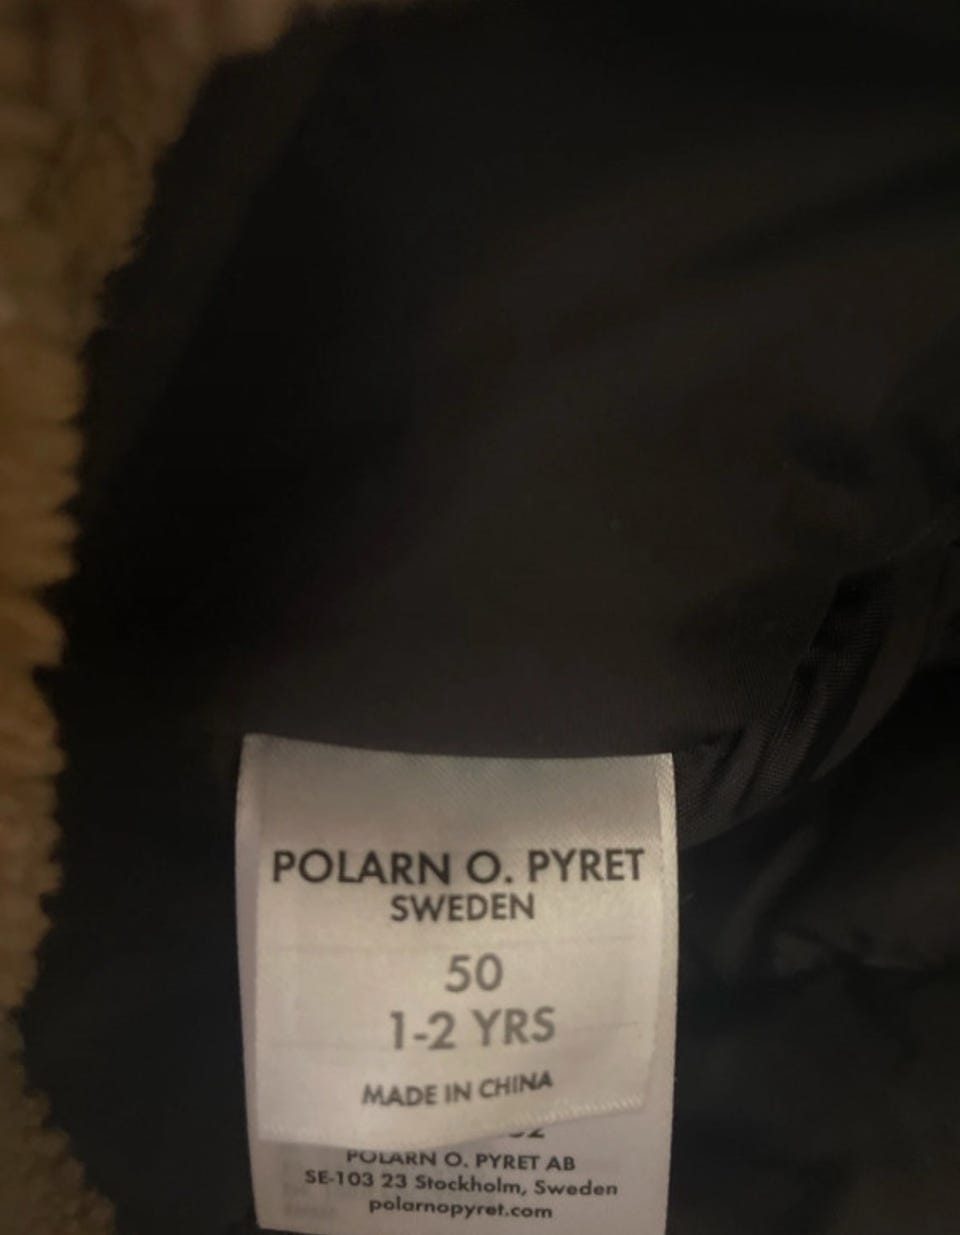 POLARN O. PYRET
SWEDEN
50
1-2 YRS
MADE IN CHINA
POLARN O. PYRET AB
SE-103 23 Stockholm, Sweden
polarnopyret.com